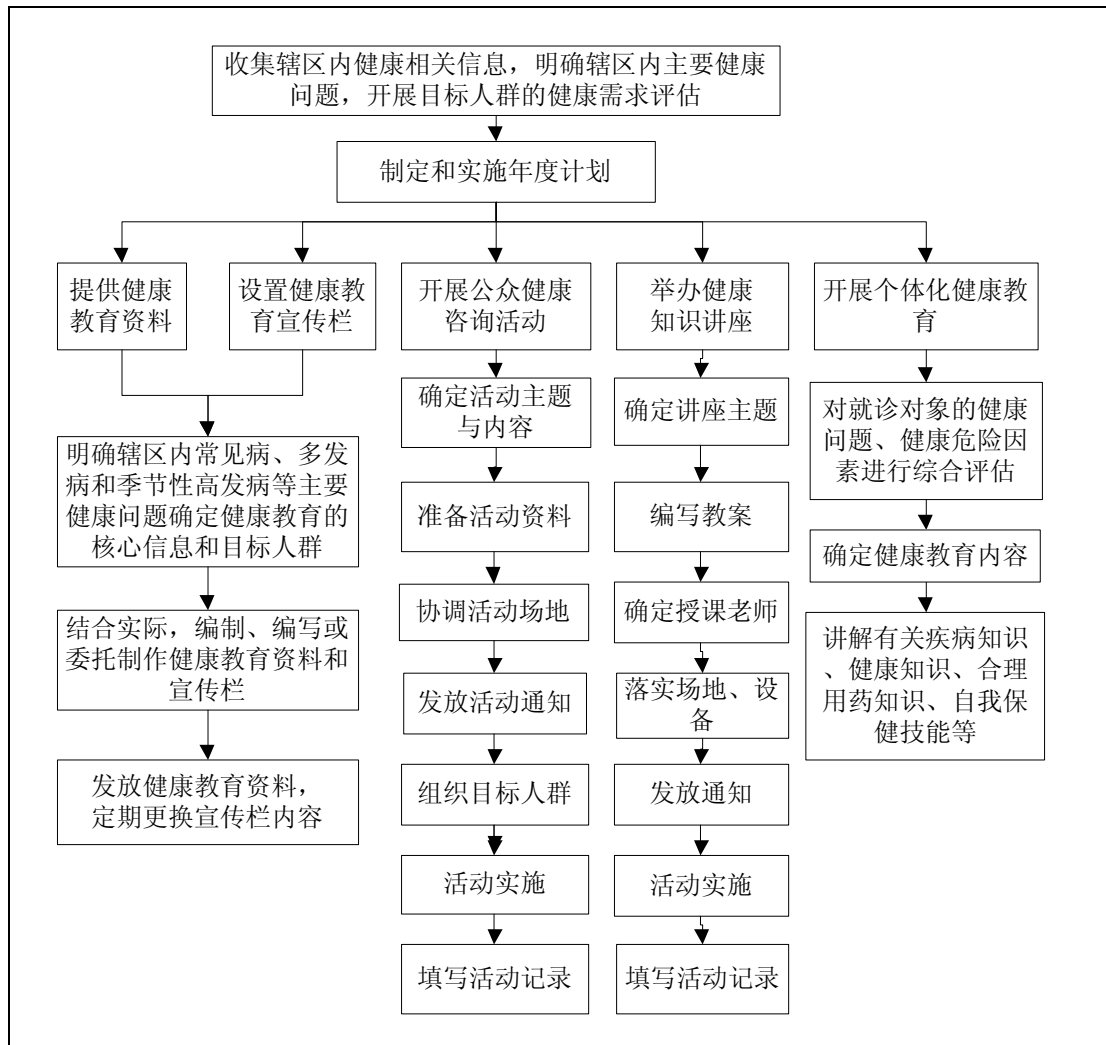 收集辖区内健康相关信息，明确辖区内主要健康
问题，开展目标人群的健康需求评估
制定和实施年度计划
提供健康
教育资料
设置健康教
育宣传栏
开展公众健康
咨询活动
举办健康
知识讲座
开展个体化健康教
育
明确辖区内常见病、多发
病和季节性高发病等主要
健康问题确定健康教育的
核心信息和目标人群
结合实际，编制、编写或
委托制作健康教育资料和
宣传栏
发放健康教育资料，
定期更换宣传栏内容
确定活动主题
与内容
准备活动资料
协调活动场地
发放活动通知
组织目标人群
活动实施
填写活动记录
确定讲座主题
编写教案
确定授课老师
落实场地、设
备
发放通知
活动实施
填写活动记录
对就诊对象的健康
问题、健康危险因
素进行综合评估
确定健康教育内容
讲解有关疾病知识
、健康知识、合理
用药知识、自我保
健技能等